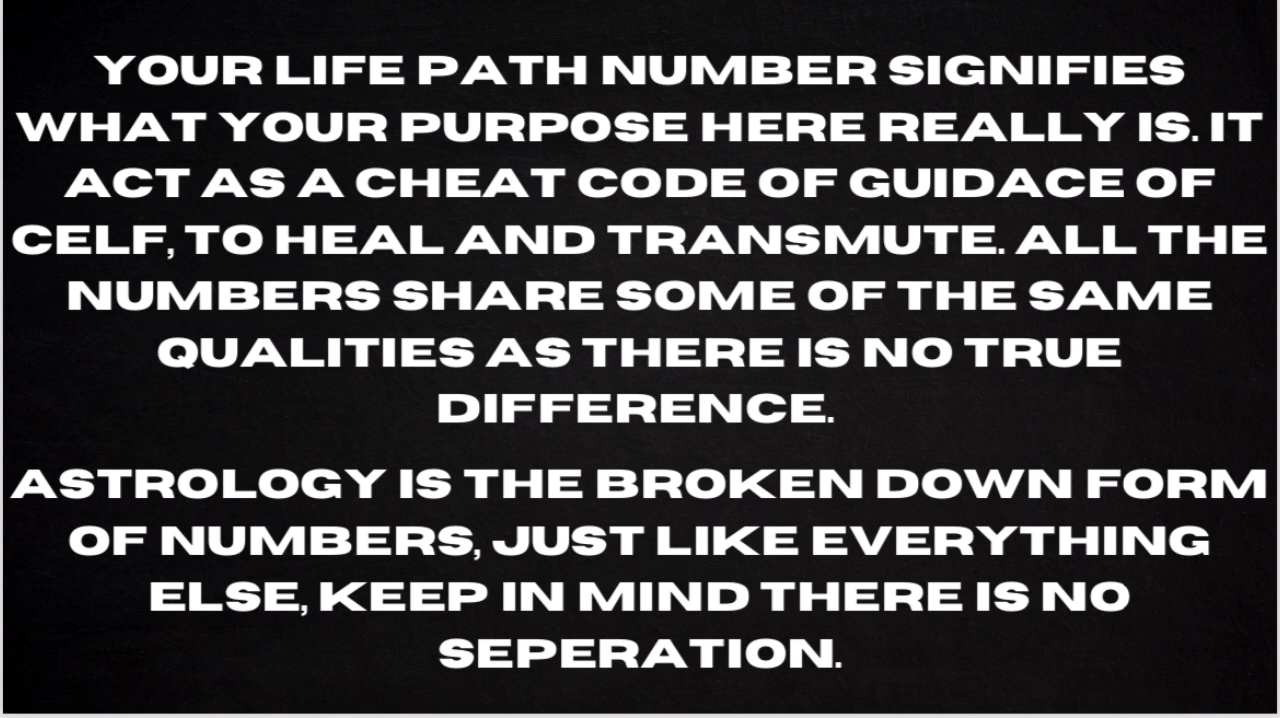 YOUR LIFE PATH NUMBER SIGNIFIES
WHAT YOUR PURPOSE HERE REALLY IS. IT
ACT AS A CHEAT CODE OF GUIDACE OF
CELF, TO HEAL AND TRANSMUTE. ALL THE
NUMBERS SHARE SOME OF THE SAME
QUALITIES AS THERE IS NO TRUE
DIFFERENCE.
ASTROLOGY IS THE BROKEN DOWN FORM
OF NUMBERS, JUST LIKE EVERYTHING
ELSE, KEEP IN MIND THERE IS NO
SEPERATION.